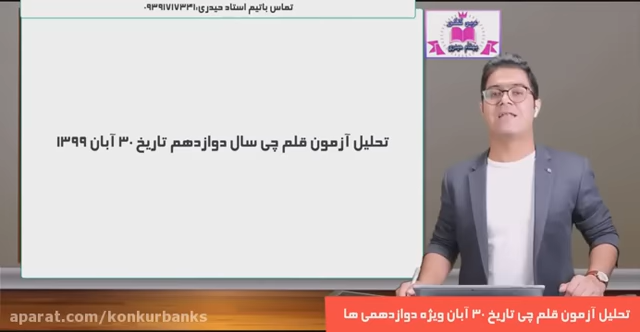 تماس باتیم استاد حیدری:۰۹۳۹۱۷۱۷۳۳۱
تحلیل آزمون قلم چی سال دوازدهم تاریخ ۳۰ آبان ۱۳۹۹
تحلیل آزمون قلم چی تاریخ ۳۰ آبان ویژه دوازدهمی ها
aparat.com/konkurbanks